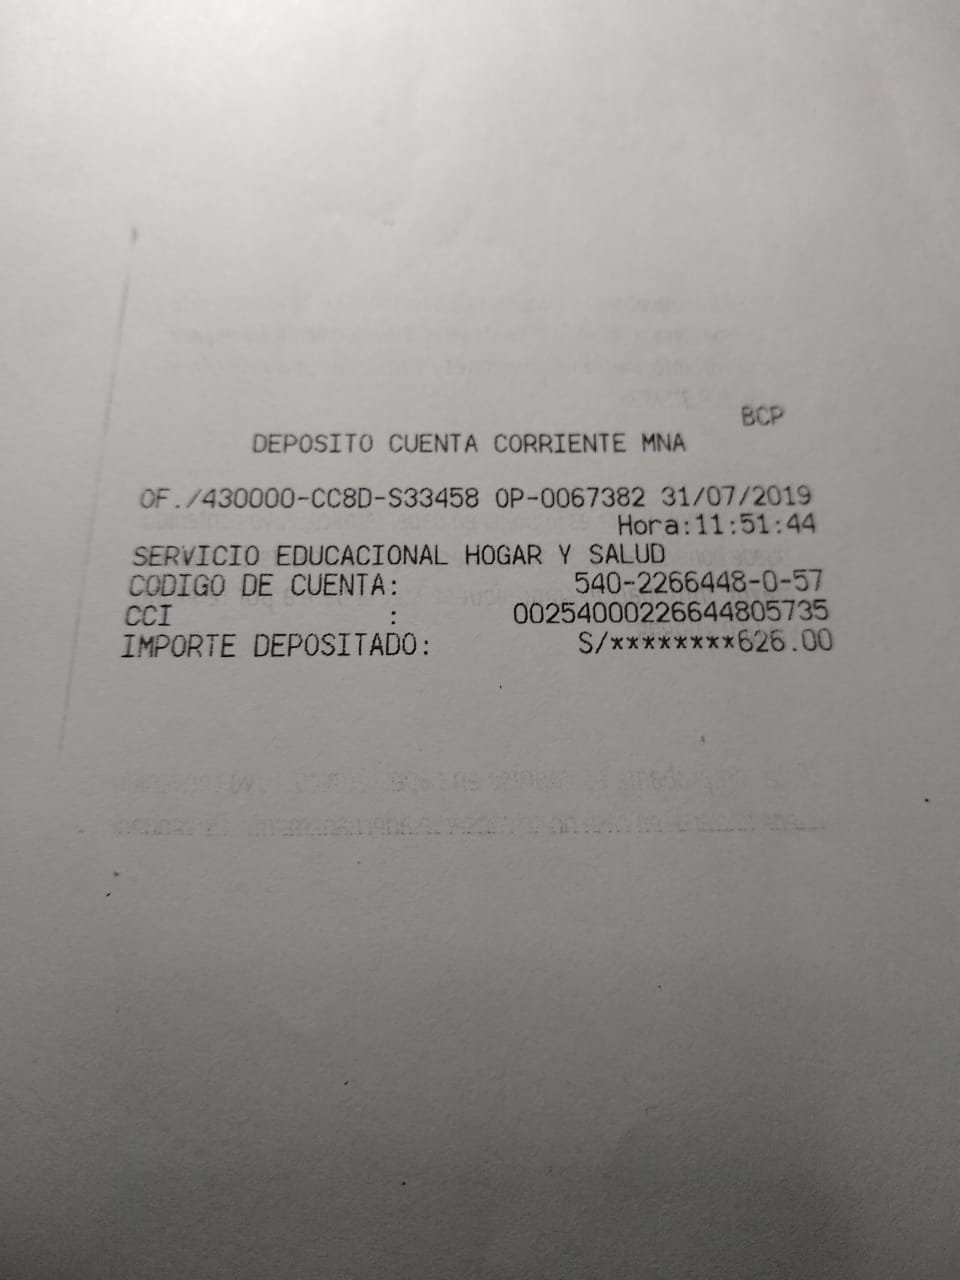 BCP
DEPOSITO CUENTA CORRIENTE MNA
OF./430000-CC8D-S33458 OP-0067382 31/07/2019
Hora:11:51:44
SERVICIO EDUCACIONAL HOGAR Y SALUD
CODIGO DE CUENTA: 540-2266448-0-57
CCI : 00254000226644805735
IMPORTE DEPOSITADO: S/********626.00